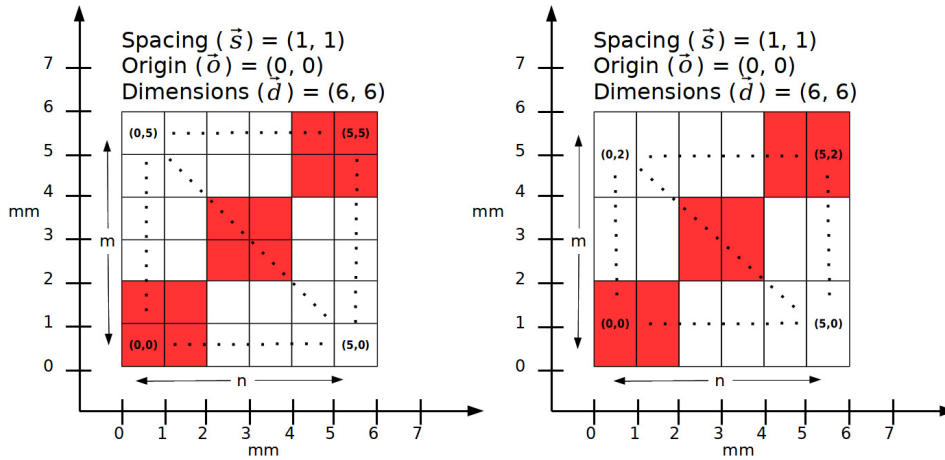 Spacing (s⃗) = (1, 1)
Origin (o⃗) = (0, 0)
Dimensions (d⃗) = (6, 6)
7
6
5
4
3
2
1
0
mm
m
(0,5)
(5,5)
(0,0)
(5,0)
n
0
1
2
3
4
5
6
7
mm
Spacing (s⃗) = (1, 1)
Origin (o⃗) = (0, 0)
Dimensions (d⃗) = (6, 6)
7
6
5
4
3
2
1
0
mm
m
(0,2)
(5,2)
(0,0)
(5,0)
n
0
1
2
3
4
5
6
7
mm